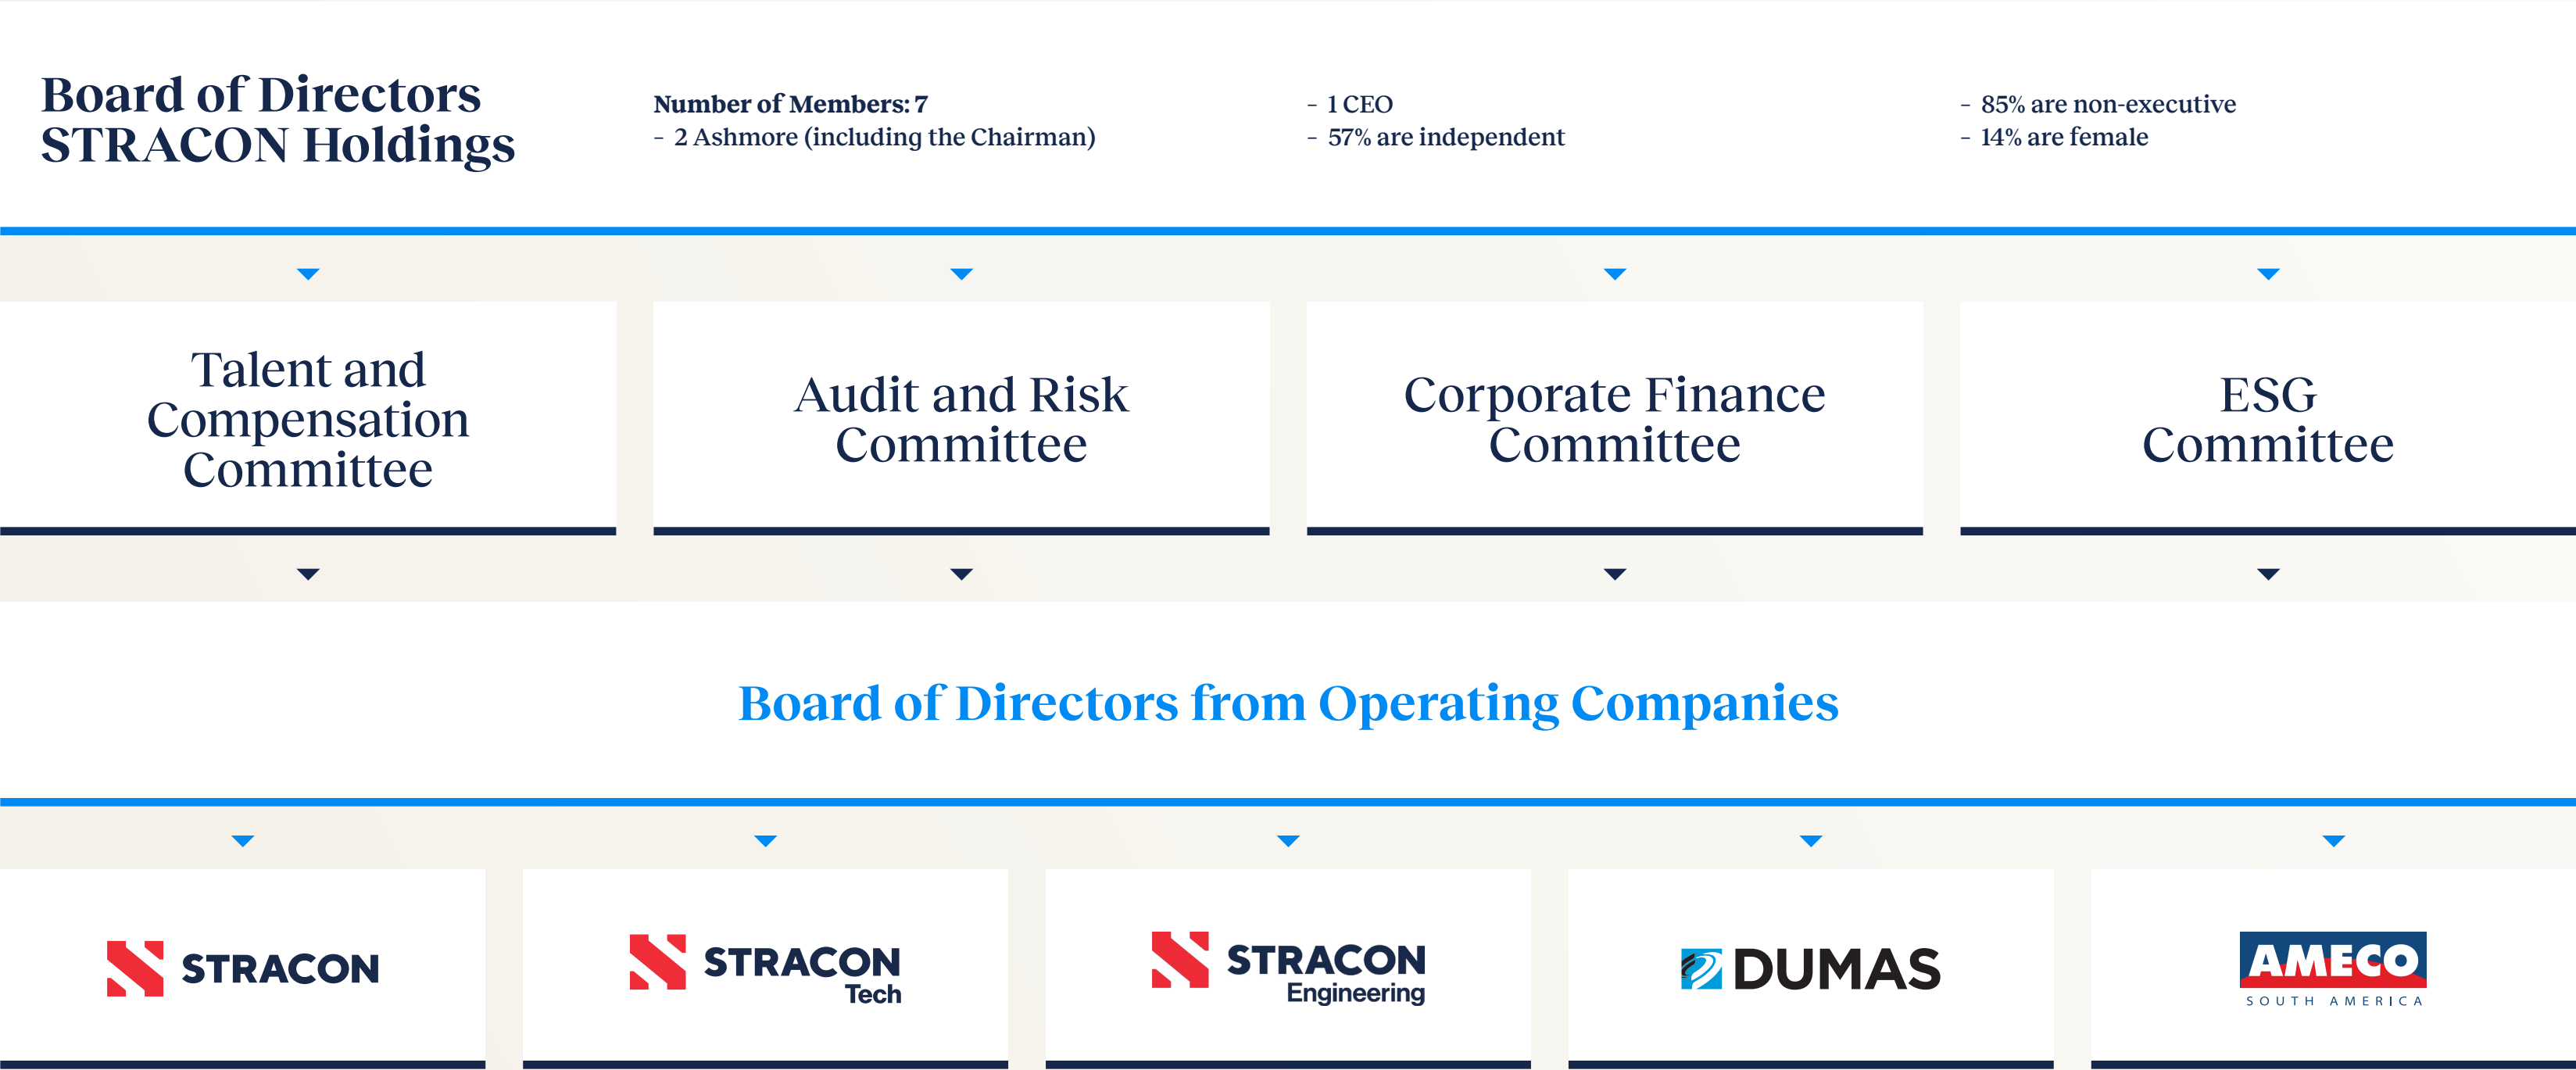 Board of Directors
STRACON Holdings
Number of Members: 7
- 2 Ashmore (including the Chairman)
- 1 CEO
- 57% are independent
- 85% are non-executive
- 14% are female
Talent and
Compensation
Committee
Audit and Risk
Committee
Corporate Finance
Committee
ESG
Committee
Board of Directors from Operating Companies
STRACON
STRACON
Tech
STRACON
Engineering
DUMAS
AMECO
SOUTH AMERICA